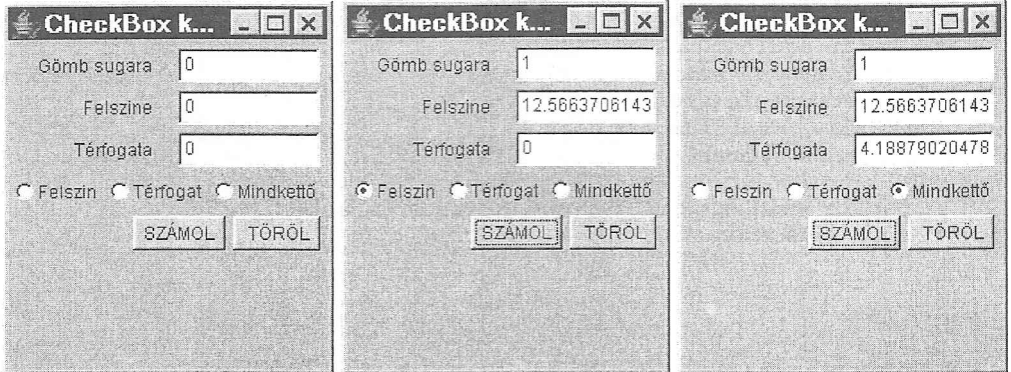 CheckBox k...
Gömb sugara 0
Felszine 0
Térfogata 0
Felszin Térfogat Mindkettő
SZÁMOL TÖRÖL
CheckBox k...
Gömb sugara 1
Felszine 12.5663706143
Térfogata 0
Felszin Térfogat Mindkettő
SZÁMOL TÖRÖL
CheckBox k...
Gömb sugara 1
Felszine 12.5663706143
Térfogata 4.18879020478
Felszin Térfogat Mindkettő
SZÁMOL TÖRÖL